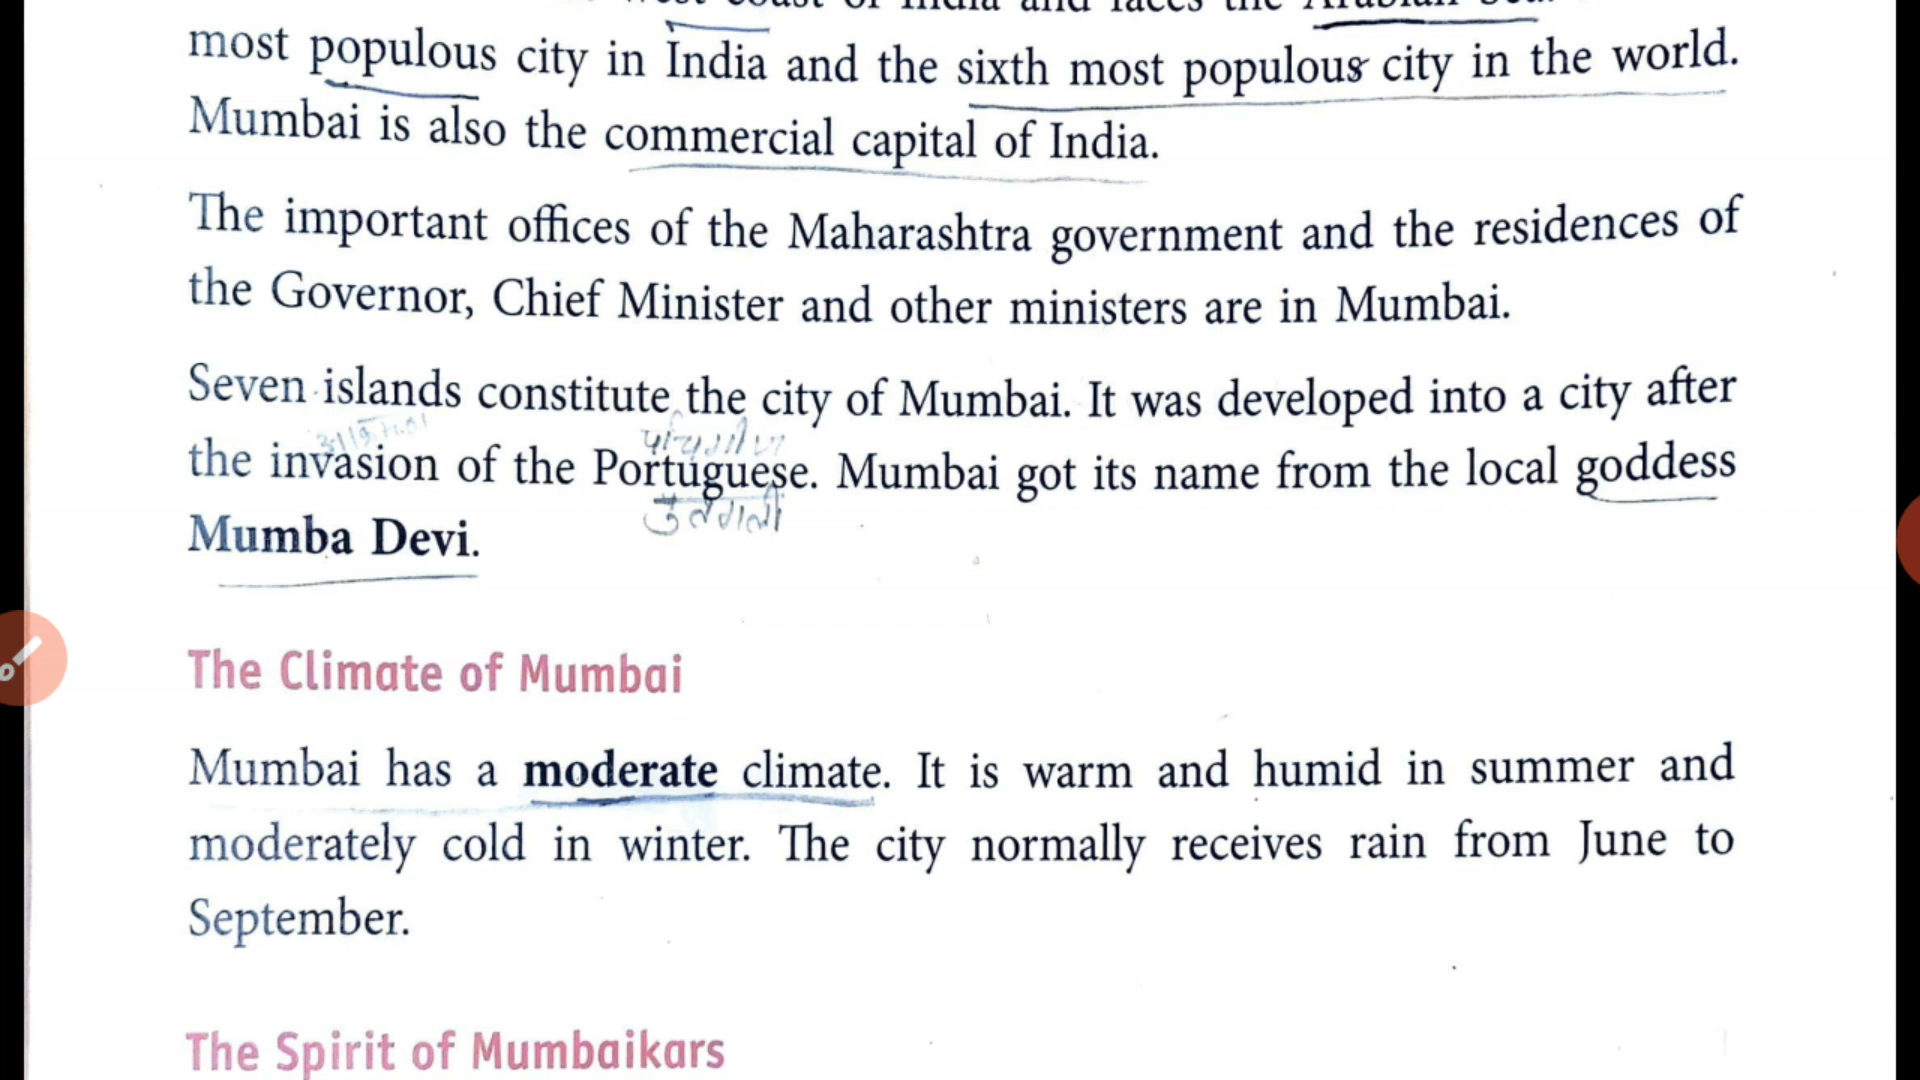 most populous city in India and the sixth most populous city in the world.
Mumbai is also the commercial capital of India.
The important offices of the Maharashtra government and the residences of
the Governor, Chief Minister and other ministers are in Mumbai.
Seven islands constitute the city of Mumbai. It was developed into a city after
the invasion of the Portuguese. Mumbai got its name from the local goddess
Mumba Devi.
The Climate of Mumbai
Mumbai has a moderate climate. It is warm and humid in summer and
moderately cold in winter. The city normally receives rain from June to
September.
The Spirit of Mumbaikars